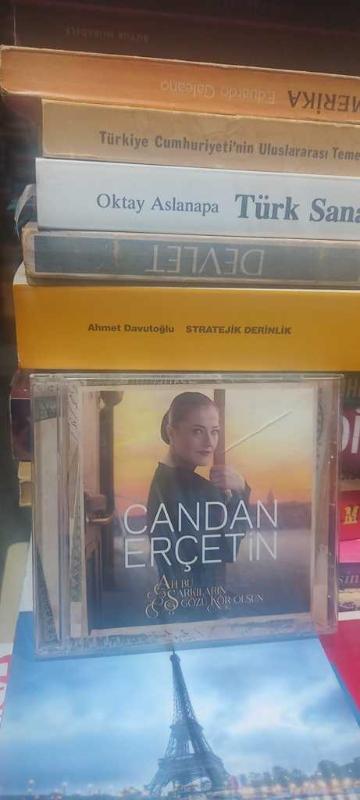 Eduardo Galeano
MERİKA
Türkiye Cumhuriyeti'nin Uluslararası Teme
Oktay Aslanapa Türk Sana
DEVLET
Ahmet Davutoğlu STRATEJİK DERİNLİK
CANDAN
ERÇETİN
AH BU
ŞARKILARIN
GÖZÜ KÖR OLSUN